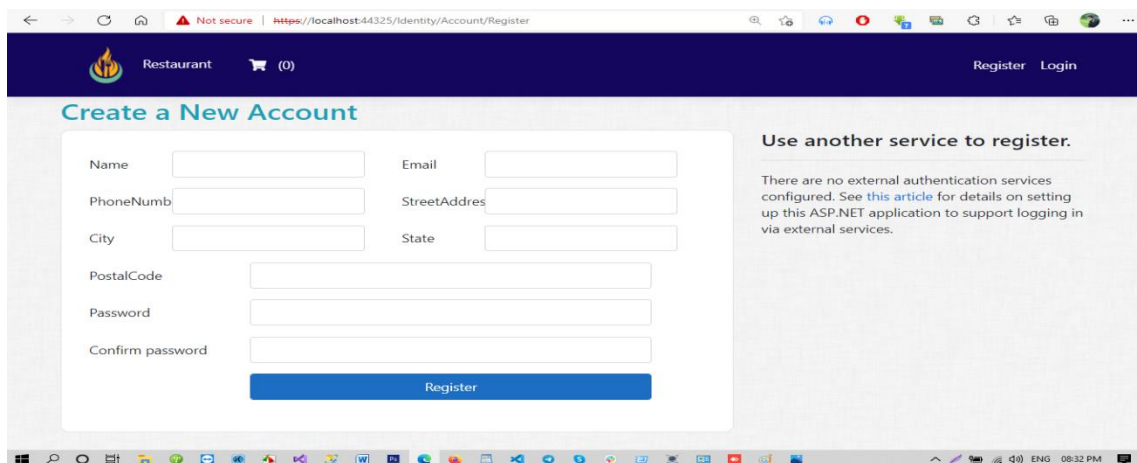 Not secure | https://localhost:44325/Identity/Account/Register
Restaurant (0) Register Login
Create a New Account
Use another service to register.
Name Email
There are no external authentication services
PhoneNumb StreetAddres
configured. See this article for details on setting
up this ASP.NET application to support logging in
via external services.
City State
PostalCode
Password
Confirm password
Register
ENG 08:32 PM